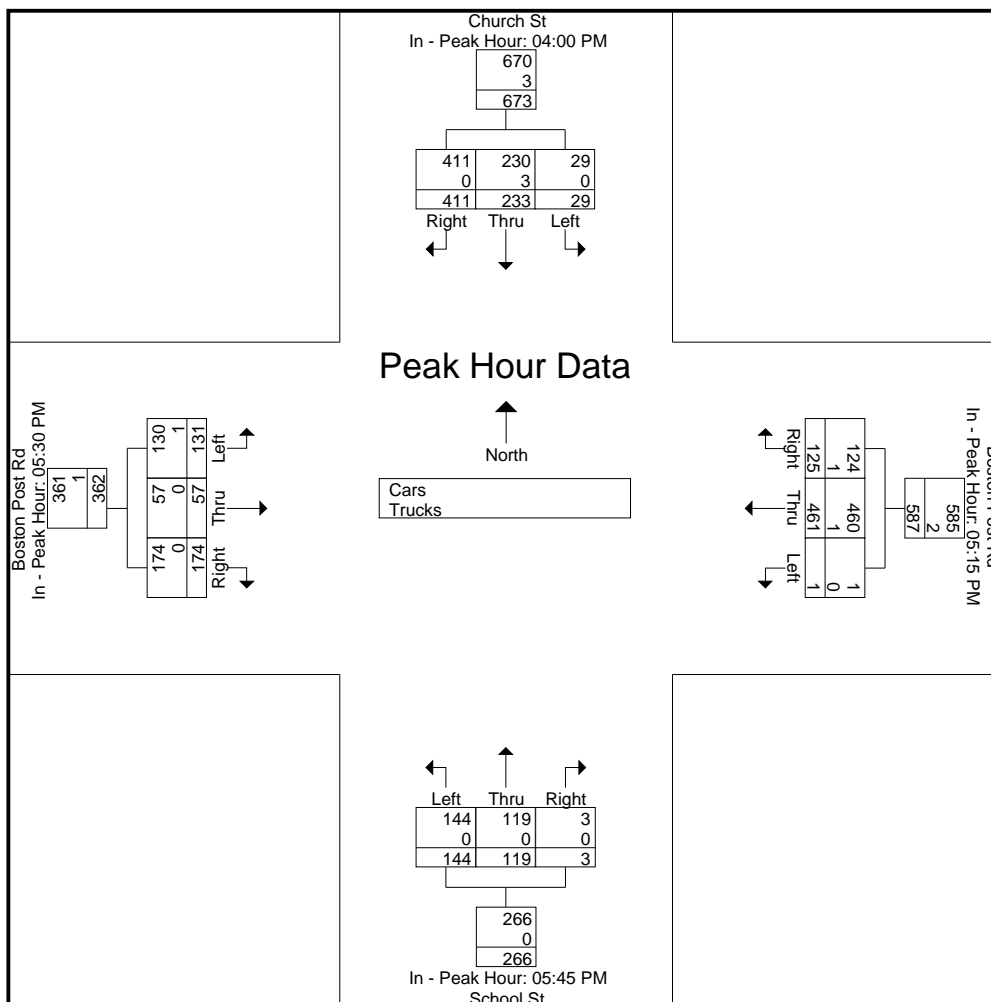 Church St
In - Peak Hour: 04:00 PM
670
3
673
411 230 29
0 3 0
411 233 29
Right Thru Left
Peak Hour Data
North
Cars
Trucks
Boston Post Rd
In - Peak Hour: 05:30 PM
361
1
362
130 57 174
1 0 0
131 57 174
Left Thru Right
Boston Post Rd
In - Peak Hour: 05:15 PM
585
2
587
124 460 1
1 1 0
125 461 1
Right Thru Left
Left Thru Right
144 119 3
0 0 0
144 119 3
266
0
266
In - Peak Hour: 05:45 PM
School St